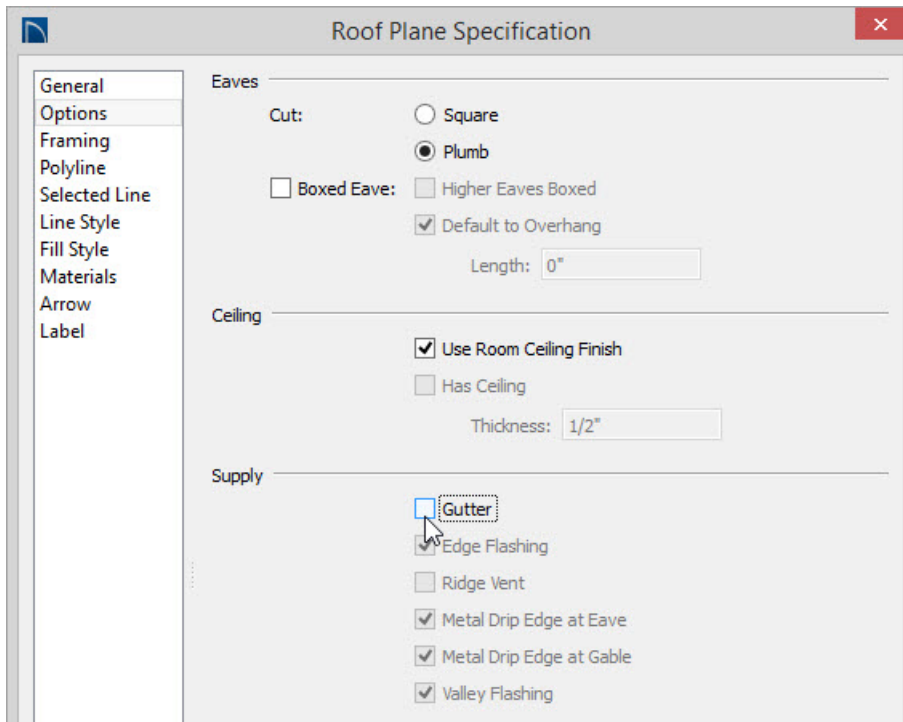 Roof Plane Specification
General
Options
Framing
Polyline
Selected Line
Line Style
Fill Style
Materials
Arrow
Label
Eaves
Cut: Square
Plumb
Boxed Eave: Higher Eaves Boxed
Default to Overhang
Length: 0"
Ceiling
Use Room Ceiling Finish
Has Ceiling
Thickness: 1/2"
Supply
Gutter
Edge Flashing
Ridge Vent
Metal Drip Edge at Eave
Metal Drip Edge at Gable
Valley Flashing